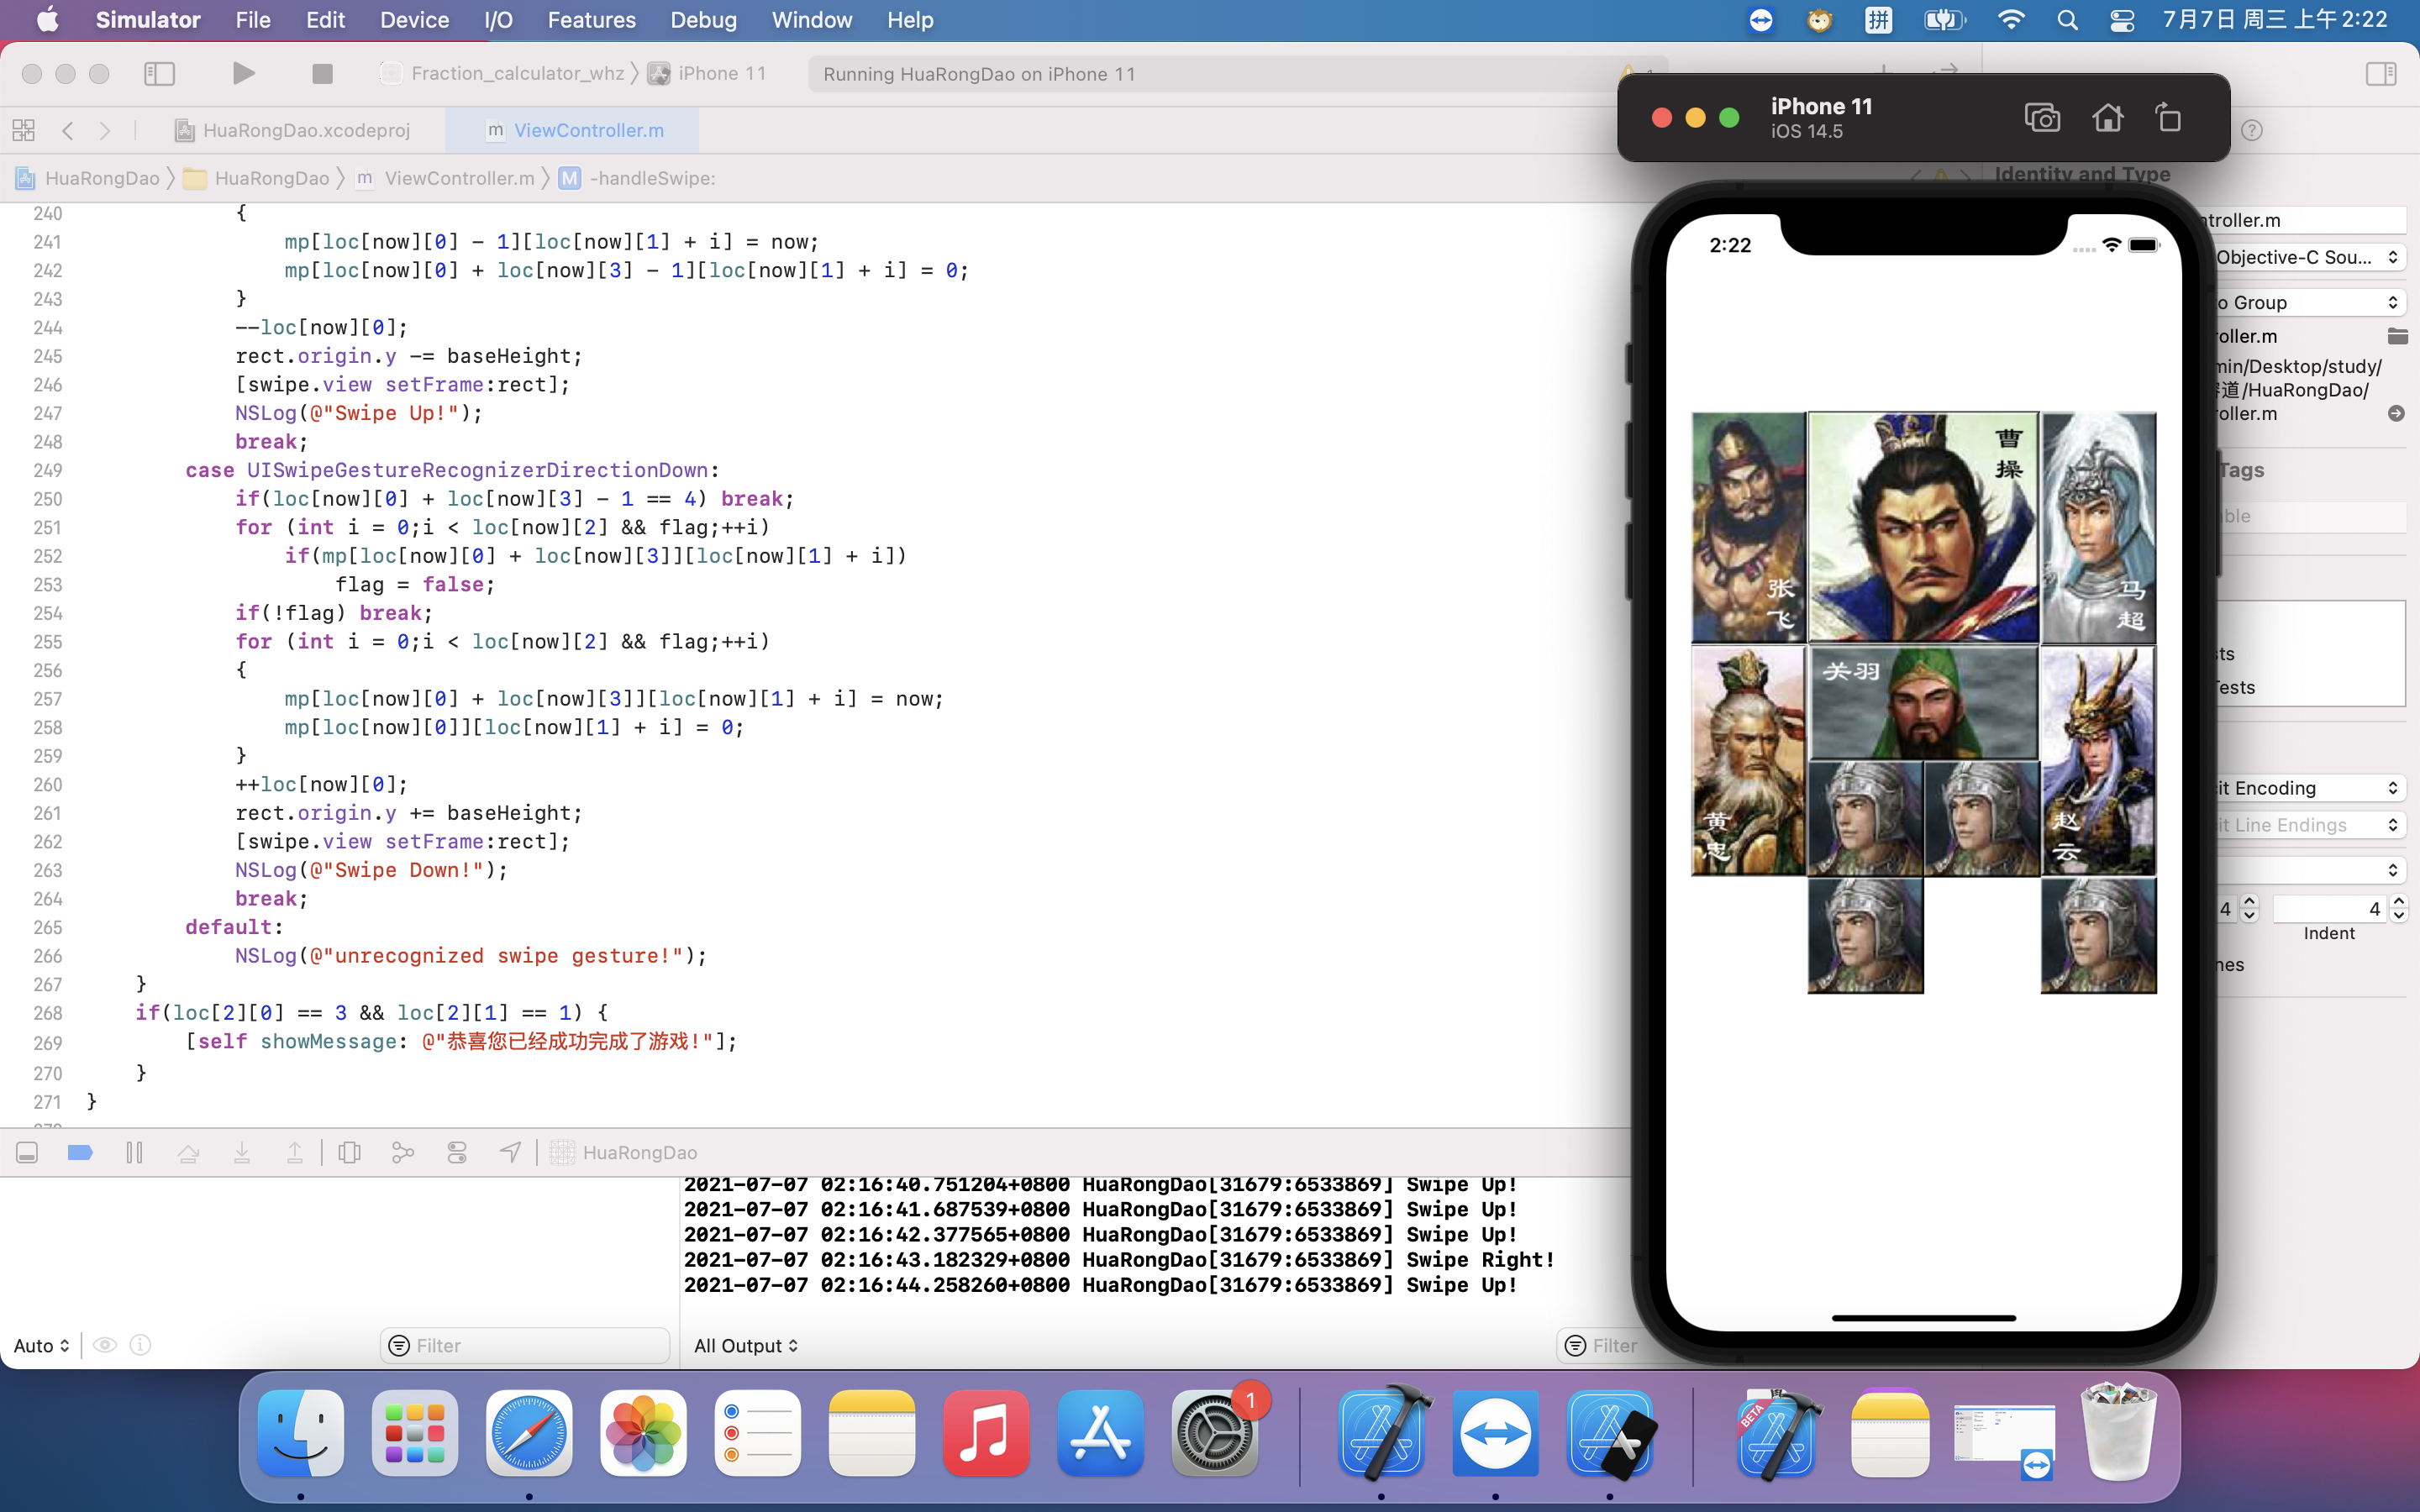 Simulator File Edit Device I/O Features Debug Window Help 拼 7月7日 周三 上午2:22
Fraction_calculator_whz iPhone 11 Running HuaRongDao on iPhone 11
iPhone 11
iOS 14.5
HuaRongDao.xcodeproj m ViewController.m
HuaRongDao HuaRongDao m ViewController.m M -handleSwipe:
Identity and Type
240 {
241 mp[loc[now][0] - 1][loc[now][1] + i] = now;
242 mp[loc[now][0] + loc[now][3] - 1][loc[now][1] + i] = 0;
243 }
244 --loc[now][0];
245 rect.origin.y -= baseHeight;
246 [swipe.view setFrame:rect];
247 NSLog(@"Swipe Up!");
248 break;
249 case UISwipeGestureRecognizerDirectionDown:
250 if(loc[now][0] + loc[now][3] - 1 == 4) break;
251 for (int i = 0;i < loc[now][2] && flag;++i)
252 if(mp[loc[now][0] + loc[now][3]][loc[now][1] + i])
253 flag = false;
254 if(!flag) break;
255 for (int i = 0;i < loc[now][2] && flag;++i)
256 {
257 mp[loc[now][0] + loc[now][3]][loc[now][1] + i] = now;
258 mp[loc[now][0]][loc[now][1] + i] = 0;
259 }
260 ++loc[now][0];
261 rect.origin.y += baseHeight;
262 [swipe.view setFrame:rect];
263 NSLog(@"Swipe Down!");
264 break;
265 default:
266 NSLog(@"unrecognized swipe gesture!");
267 }
268 if(loc[2][0] == 3 && loc[2][1] == 1) {
269 [self showMessage: @"恭喜您已经成功完成了游戏!"];
270 }
271 }
2:22
曹操
张飞
马超
关羽
黄忠
赵云
ntroller.m
Objective-C Sou...
o Group
roller.m
min/Desktop/study/
容道/HuaRongDao/
roller.m
Tags
ble
sts
Tests
it Encoding
it Line Endings
4 4
Indent
nes
HuaRongDao
2021-07-07 02:16:40.751204+0800 HuaRongDao[31679:6533869] Swipe Up!
2021-07-07 02:16:41.687539+0800 HuaRongDao[31679:6533869] Swipe Up!
2021-07-07 02:16:42.377565+0800 HuaRongDao[31679:6533869] Swipe Up!
2021-07-07 02:16:43.182329+0800 HuaRongDao[31679:6533869] Swipe Right!
2021-07-07 02:16:44.258260+0800 HuaRongDao[31679:6533869] Swipe Up!
Auto Filter All Output Filter
1
BETA